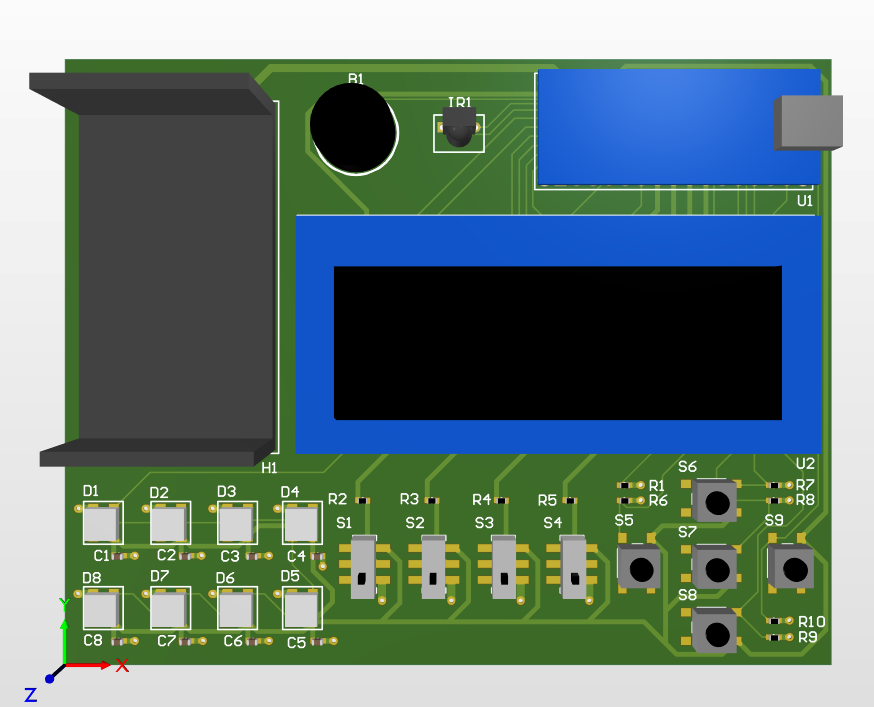 B1
IR1
U1
H1
U2
S6
D1 D2 D3 D4
R2 R3 R4 R5
R1
R6
R7
R8
S1 S2 S3 S4 S5 S9
S7
C1 C2 C3 C4
D8 D7 D6 D5
S8
Y
C8 C7 C6 C5
R10
R9
X
Z